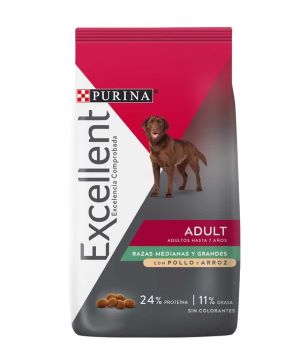 PURINA
Excellent
Excelencia Comprobada
ADULT
ADULTOS HASTA 7 AÑOS
RAZAS MEDIANAS Y GRANDES
CON POLLO Y ARROZ
24% PROTEÍNA
11% GRASA
SIN COLORANTES